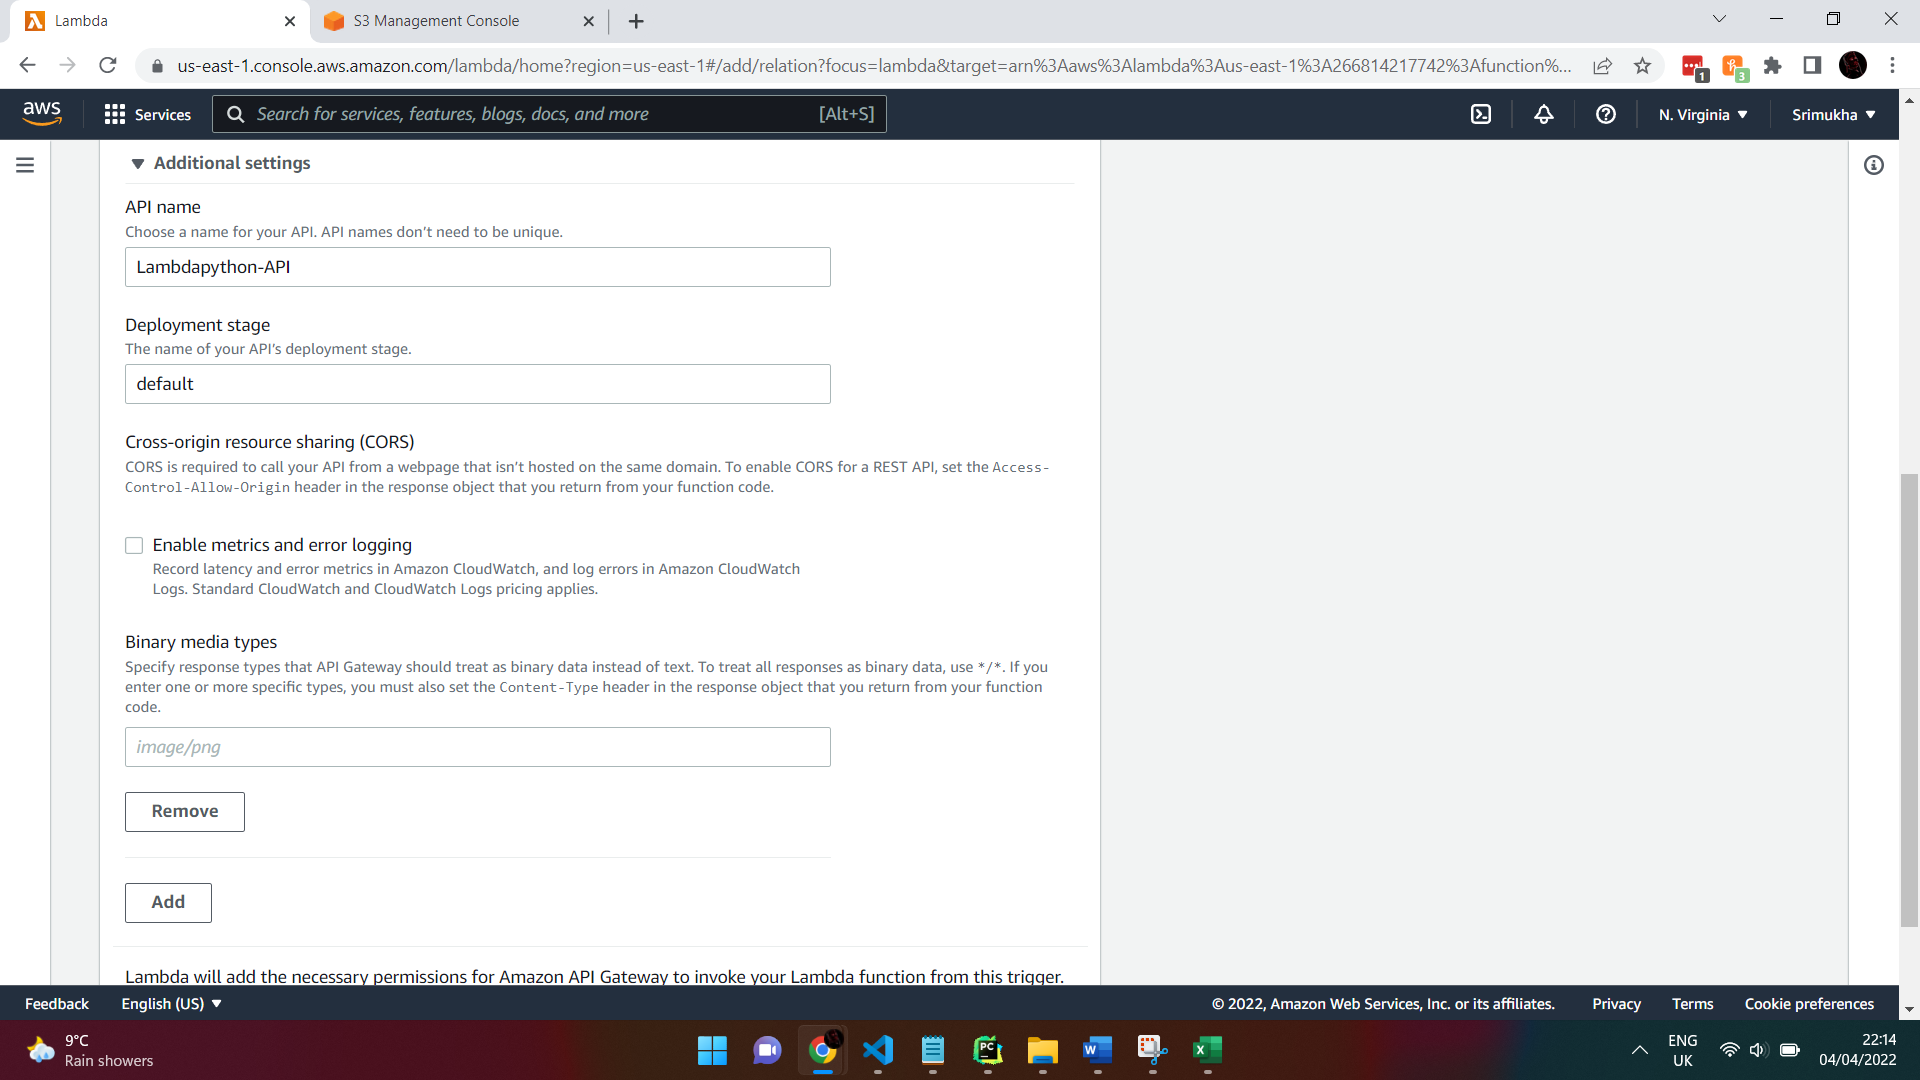 Lambda
S3 Management Console
us-east-1.console.aws.amazon.com/lambda/home?region=us-east-1#/add/relation?focus=lambda&target=arn%3Aaws%3Alambda%3Aus-east-1%3A266814217742%3Afunction%...
1
3
aws
Services
Search for services, features, blogs, docs, and more
[Alt+S]
N. Virginia
Srimukha
Additional settings
API name
Choose a name for your API. API names don't need to be unique.
Lambdapython-API
Deployment stage
The name of your API's deployment stage.
default
Cross-origin resource sharing (CORS)
CORS is required to call your API from a webpage that isn't hosted on the same domain. To enable CORS for a REST API, set the Access-
Control-Allow-Origin header in the response object that you return from your function code.
Enable metrics and error logging
Record latency and error metrics in Amazon CloudWatch, and log errors in Amazon CloudWatch
Logs. Standard CloudWatch and CloudWatch Logs pricing applies.
Binary media types
Specify response types that API Gateway should treat as binary data instead of text. To treat all responses as binary data, use */*. If you
enter one or more specific types, you must also set the Content-Type header in the response object that you return from your function
code.
image/png
Remove
Add
Lambda will add the necessary permissions for Amazon API Gateway to invoke your Lambda function from this trigger.
Feedback
English (US)
© 2022, Amazon Web Services, Inc. or its affiliates.
Privacy
Terms
Cookie preferences
9°C
Rain showers
PC
W
X
ENG
UK
22:14
04/04/2022